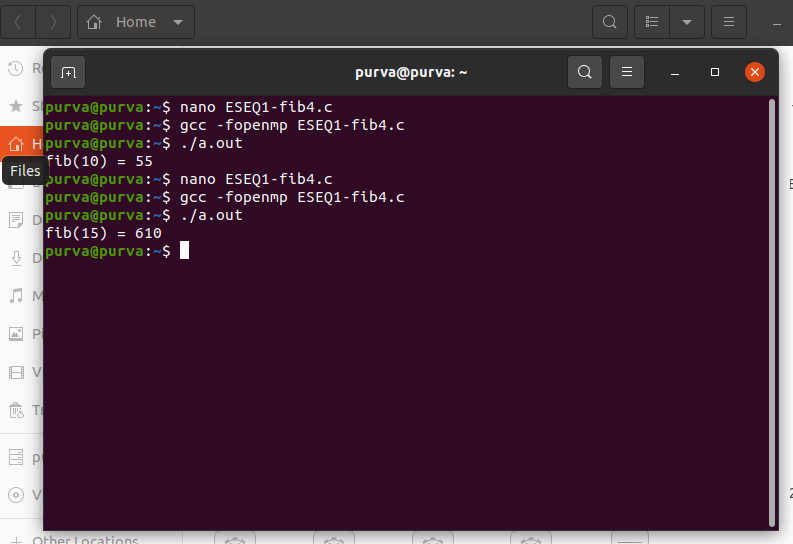 Home
purva@purva: ~
purva@purva:~$ nano ESEQ1-fib4.c
purva@purva:~$ gcc -fopenmp ESEQ1-fib4.c
purva@purva:~$ ./a.out
fib(10) = 55
purva@purva:~$ nano ESEQ1-fib4.c
purva@purva:~$ gcc -fopenmp ESEQ1-fib4.c
purva@purva:~$ ./a.out
fib(15) = 610
purva@purva:~$
Files
Other Locations